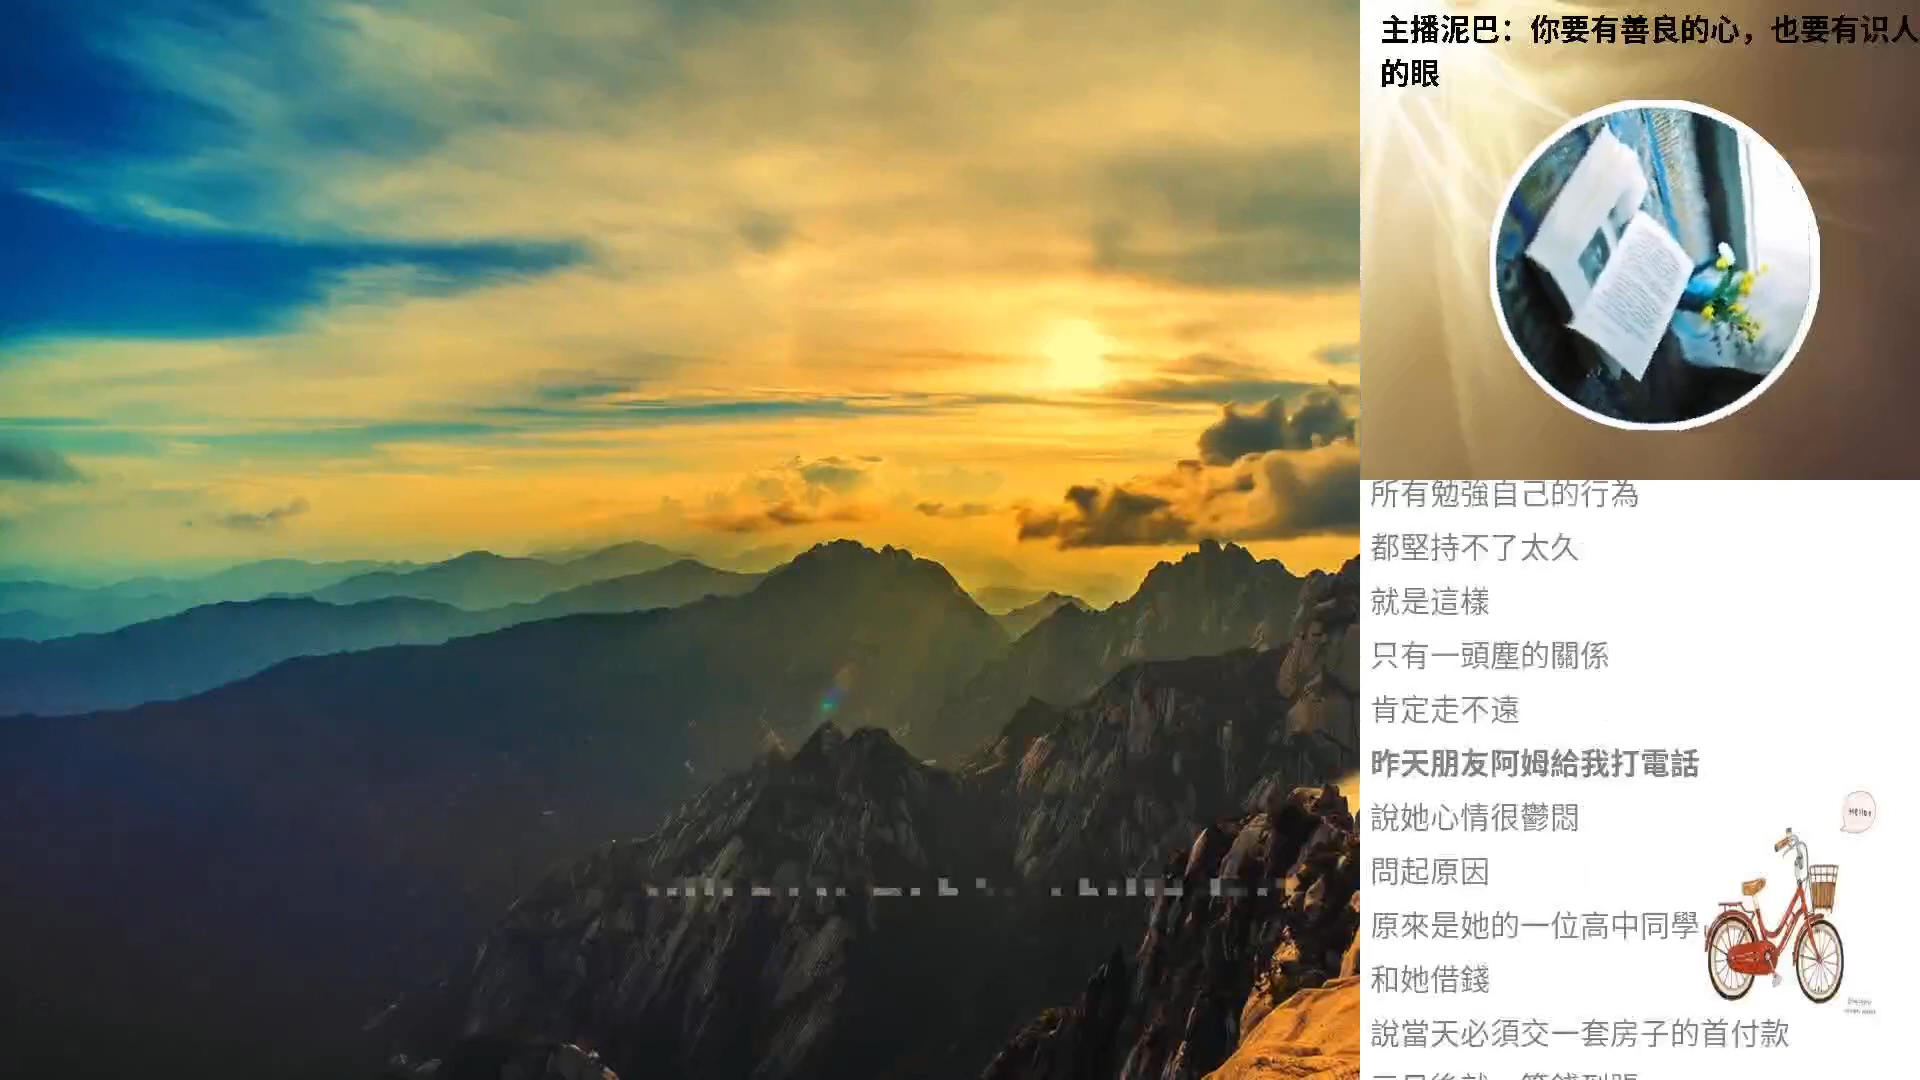 主播泥巴：你要有善良的心，也要有识人
的眼
所有勉強自己的行為
都堅持不了太久
就是這樣
只有一頭塵的關係
肯定走不遠
昨天朋友阿姆給我打電話
說她心情很鬱悶
問起原因
原來是她的一位高中同學
和她借錢
說當天必須交一套房子的首付款
Hello!